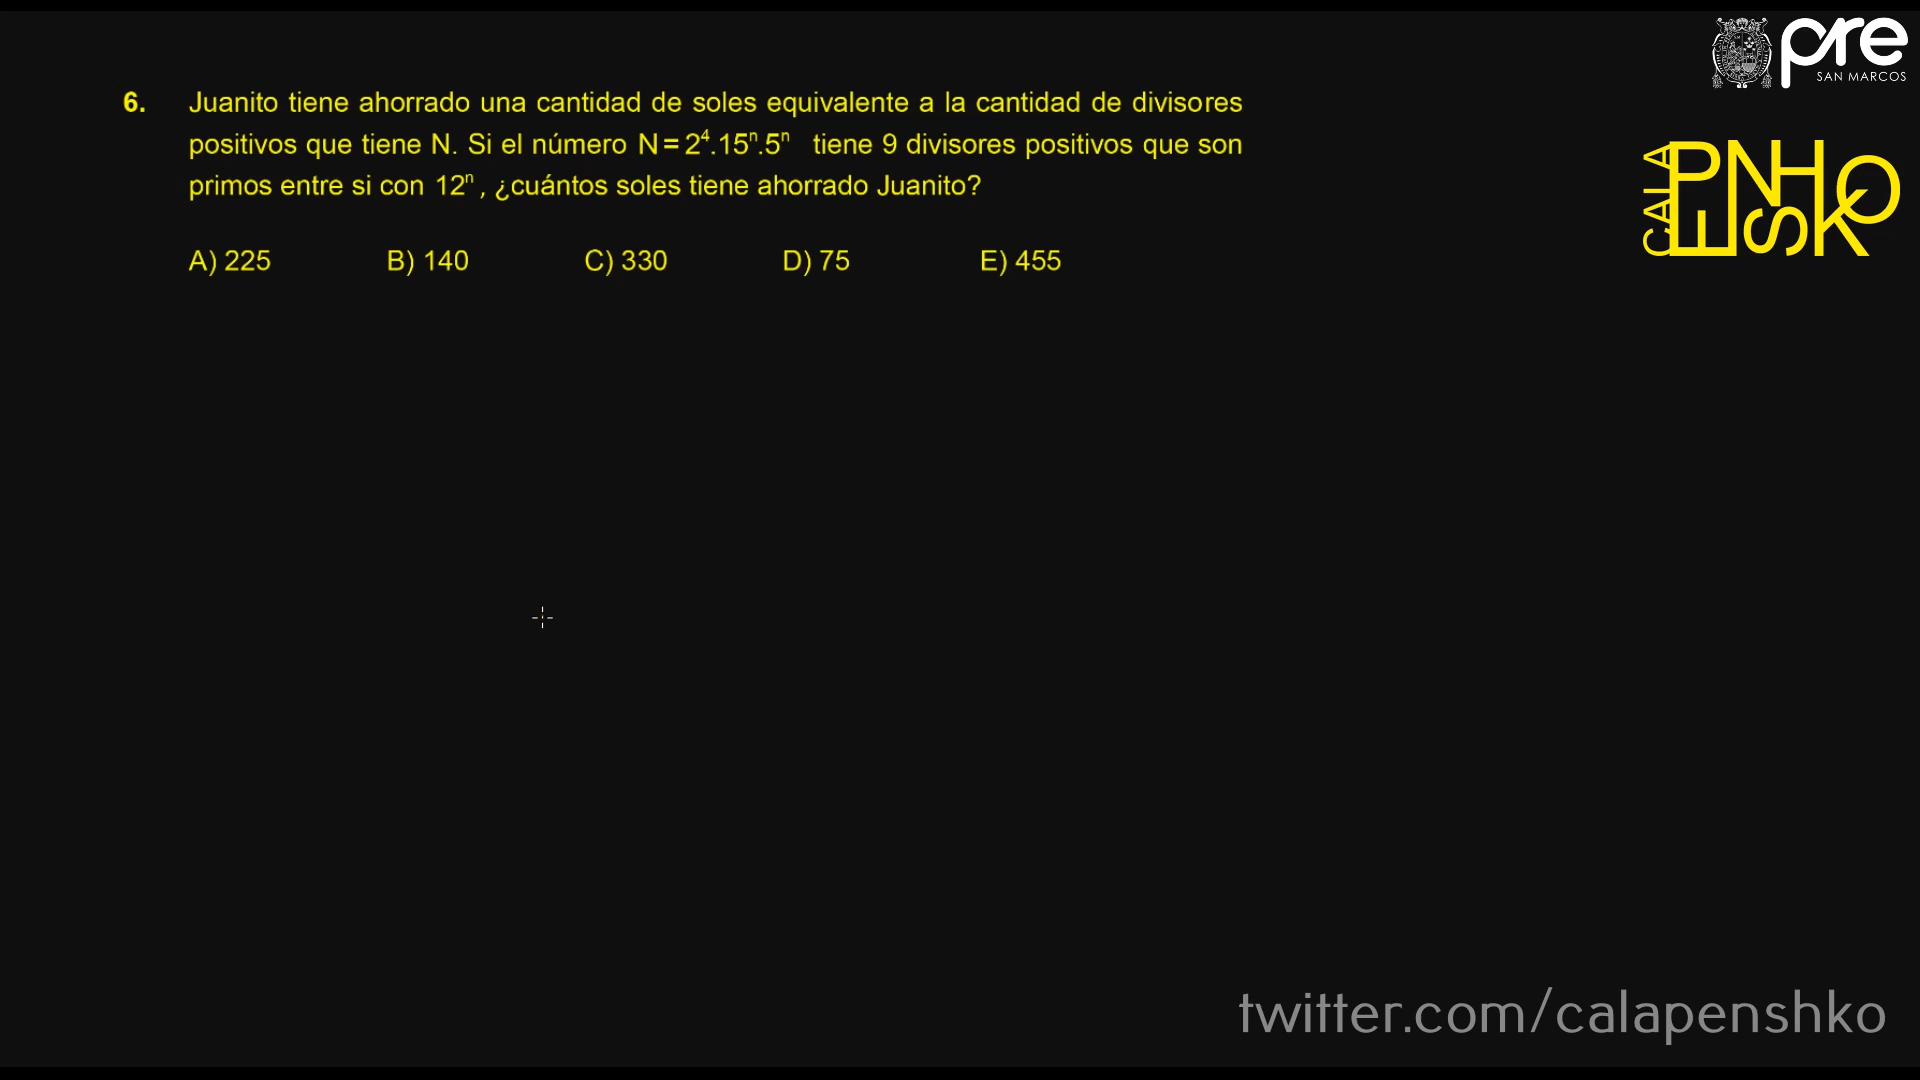 pre
SAN MARCOS
6. Juanito tiene ahorrado una cantidad de soles equivalente a la cantidad de divisores
positivos que tiene N. Si el número N = 2⁴.15ⁿ.5ⁿ tiene 9 divisores positivos que son
primos entre si con 12ⁿ , ¿cuántos soles tiene ahorrado Juanito?
A) 225 B) 140 C) 330 D) 75 E) 455
CALA PENSHKO
twitter.com/calapenshko